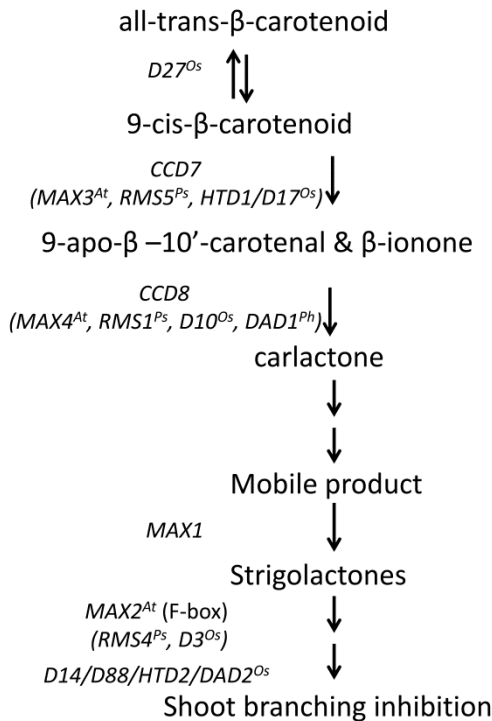 all-trans-β-carotenoid
D27ᴼˢ
9-cis-β-carotenoid
CCD7
(MAX3ᴬᵗ, RMS5ᴾˢ, HTD1/D17ᴼˢ)
9-apo-β –10’-carotenal & β-ionone
CCD8
(MAX4ᴬᵗ, RMS1ᴾˢ, D10ᴼˢ, DAD1ᴾʰ)
carlactone
Mobile product
MAX1
Strigolactones
MAX2ᴬᵗ (F-box)
(RMS4ᴾˢ, D3ᴼˢ)
D14/D88/HTD2/DAD2ᴼˢ
Shoot branching inhibition